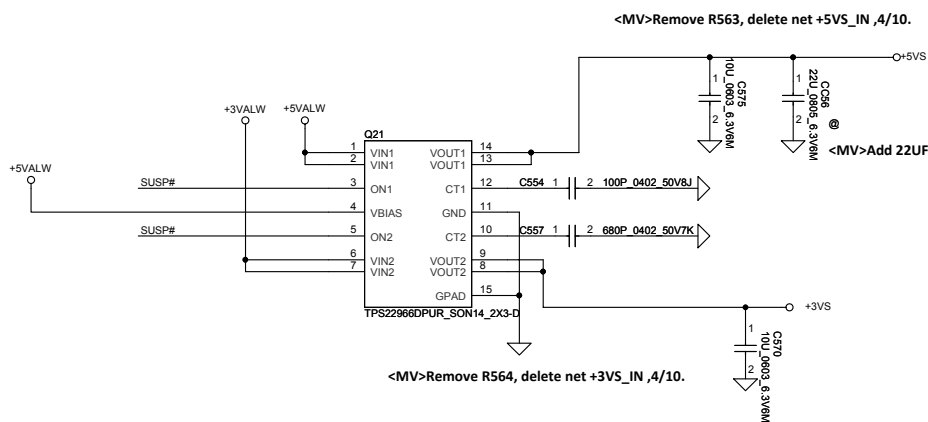 <MV>Remove R563, delete net +5VS_IN ,4/10.
+5VS
1
C575
10U_0603_6.3V6M
2
1
CC56
22U_0805_6.3V6M
2
@
<MV>Add 22UF
+3VALW
+5VALW
+5VALW
Q21
1 VIN1 VOUT1 14
2 VIN1 VOUT1 13
SUSP# 3 ON1 CT1 12 C554 1 2 100P_0402_50V8J
4 VBIAS GND 11
SUSP# 5 ON2 CT2 10 C557 1 2 680P_0402_50V7K
6 VIN2 VOUT2 9
7 VIN2 VOUT2 8
GPAD 15
TPS22966DPUR_SON14_2X3-D
+3VS
1
C570
10U_0603_6.3V6M
2
<MV>Remove R564, delete net +3VS_IN ,4/10.